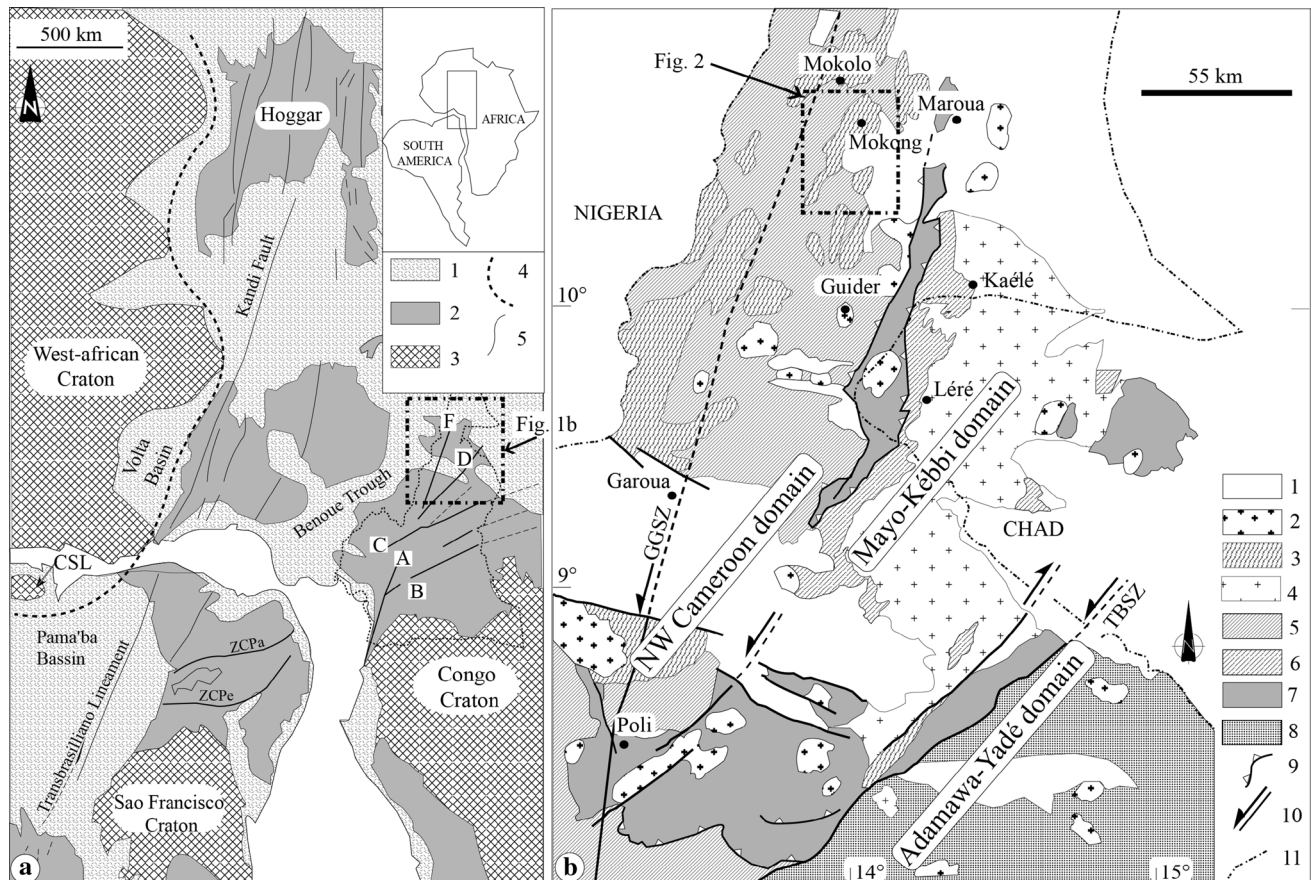 500 km
N
Hoggar
AFRICA
SOUTH
AMERICA
1
2
3
4
5
Kandi Fault
West-african
Craton
Volta
Basin
F
D
Fig. 1b
Benoue Trough
C
A
B
CSL
Pama'ba
Bassin
ZCPa
ZCPe
Transbrasilliano Lineament
Congo
Craton
Sao Francisco
Craton
a
Fig. 2
Mokolo
Maroua
Mokong
55 km
NIGERIA
10°
Guider
Kaélé
Léré
Garoua
GGSZ
NW Cameroon domain
Mayo-Kébbi domain
CHAD
9°
TBSZ
Poli
Adamawa-Yadé domain
N
1
2
3
4
5
6
7
8
9
10
11
14°
15°
b